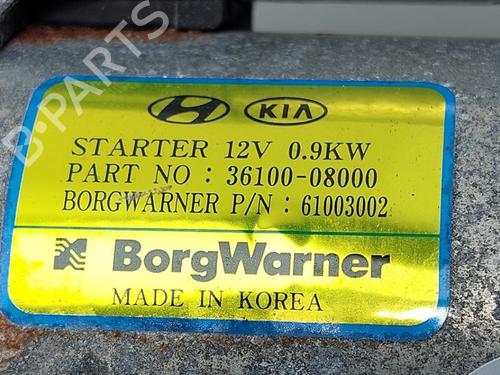 KIA
STARTER 12V 0.9KW
PART NO : 36100-08000
BORGWARNER P/N : 61003002
BorgWarner
MADE IN KOREA
B-PARTS